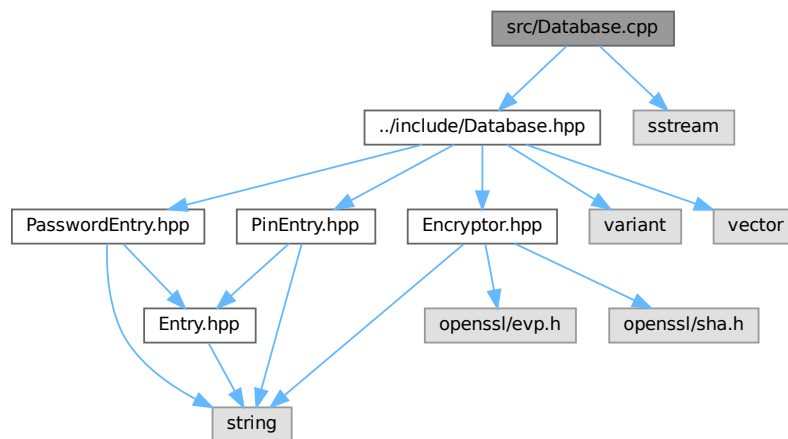 src/Database.cpp
../include/Database.hpp
sstream
PasswordEntry.hpp
PinEntry.hpp
Encryptor.hpp
variant
vector
Entry.hpp
openssl/evp.h
openssl/sha.h
string